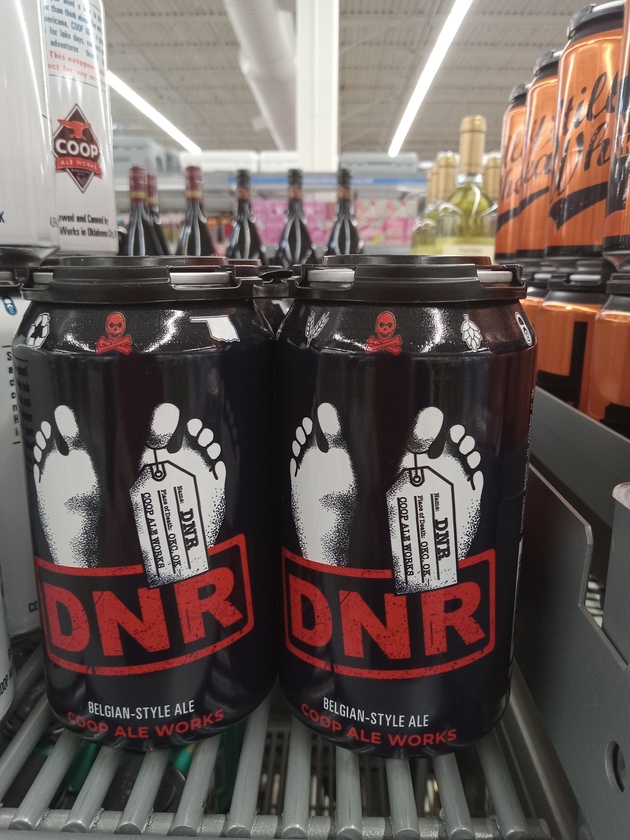 COOP
ALE WORKS
Name: DNR
Place of Death: OKC, OK
COOP ALE WORKS
DNR
BELGIAN-STYLE ALE
COOP ALE WORKS
Name: DNR
Place of Death: OKC, OK
COOP ALE WORKS
DNR
BELGIAN-STYLE ALE
COOP ALE WORKS